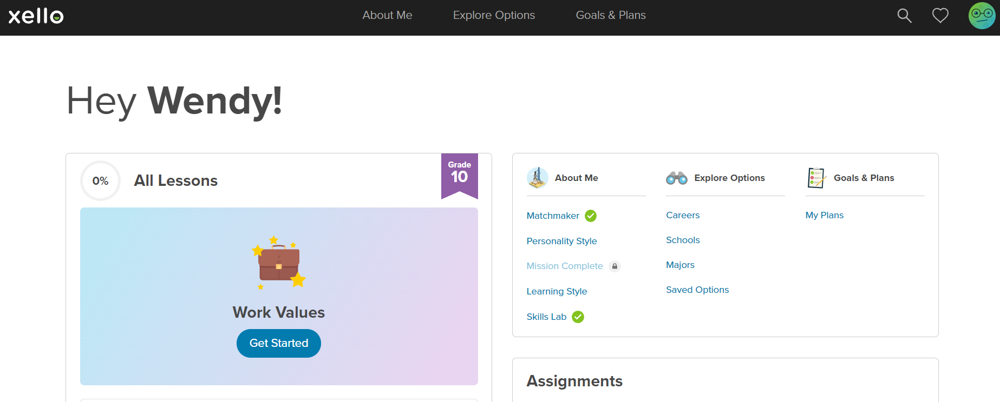 xello
About Me
Explore Options
Goals & Plans
Hey Wendy!
0%
All Lessons
Grade
10
Work Values
Get Started
About Me
Matchmaker
Personality Style
Mission Complete
Learning Style
Skills Lab
Explore Options
Careers
Schools
Majors
Saved Options
Goals & Plans
My Plans
Assignments